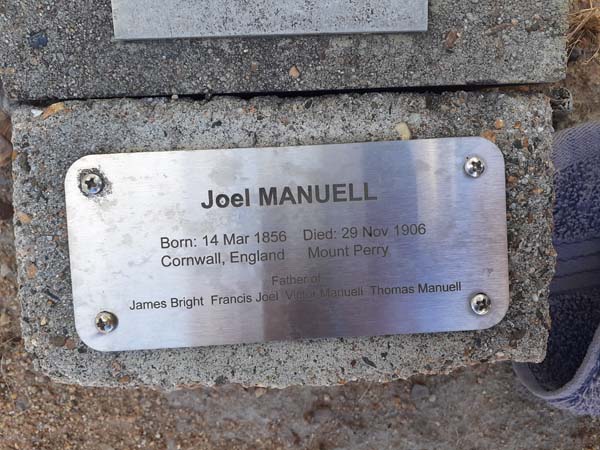 Joel MANUELL
Born: 14 Mar 1856 Died: 29 Nov 1906
Cornwall, England Mount Perry
Father of
James Bright Francis Joel Victor Manuell Thomas Manuell